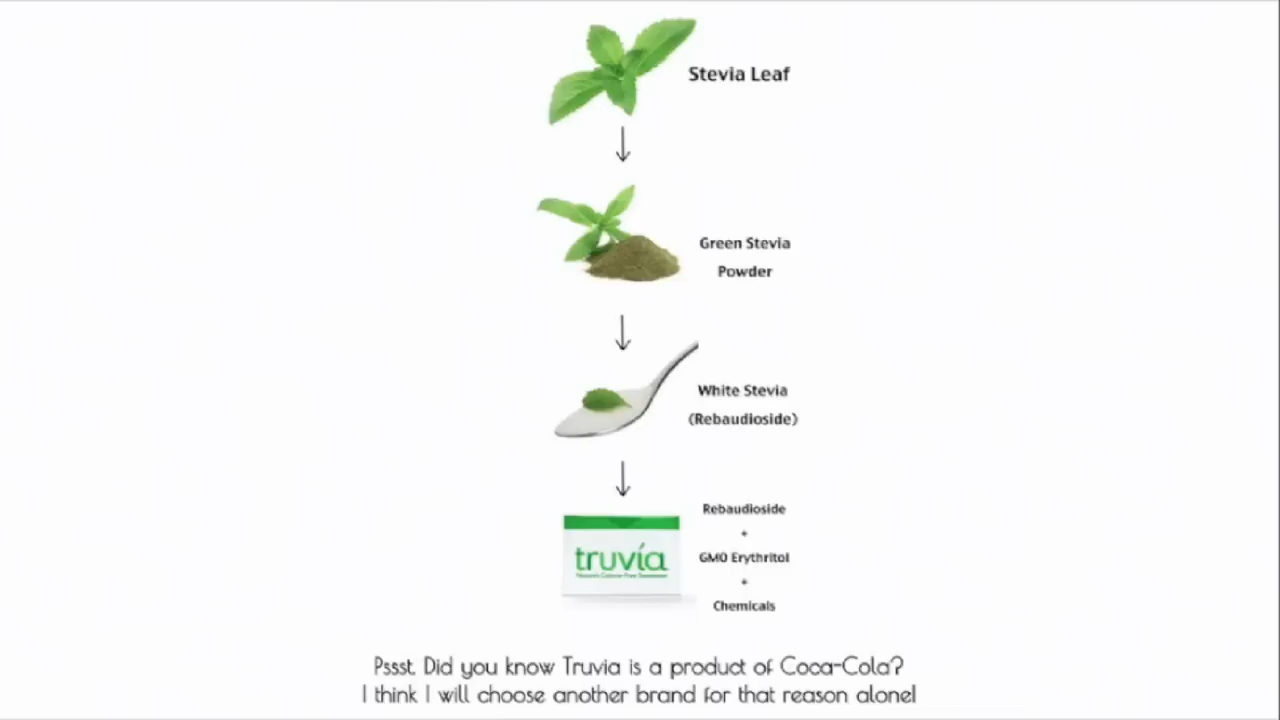 Stevia Leaf
Green Stevia
Powder
White Stevia
(Rebaudioside)
Rebaudioside
+
GMO Erythritol
+
Chemicals
truvia
Pssst. Did you know Truvia is a product of Coca-Cola?
I think I will choose another brand for that reason alone!